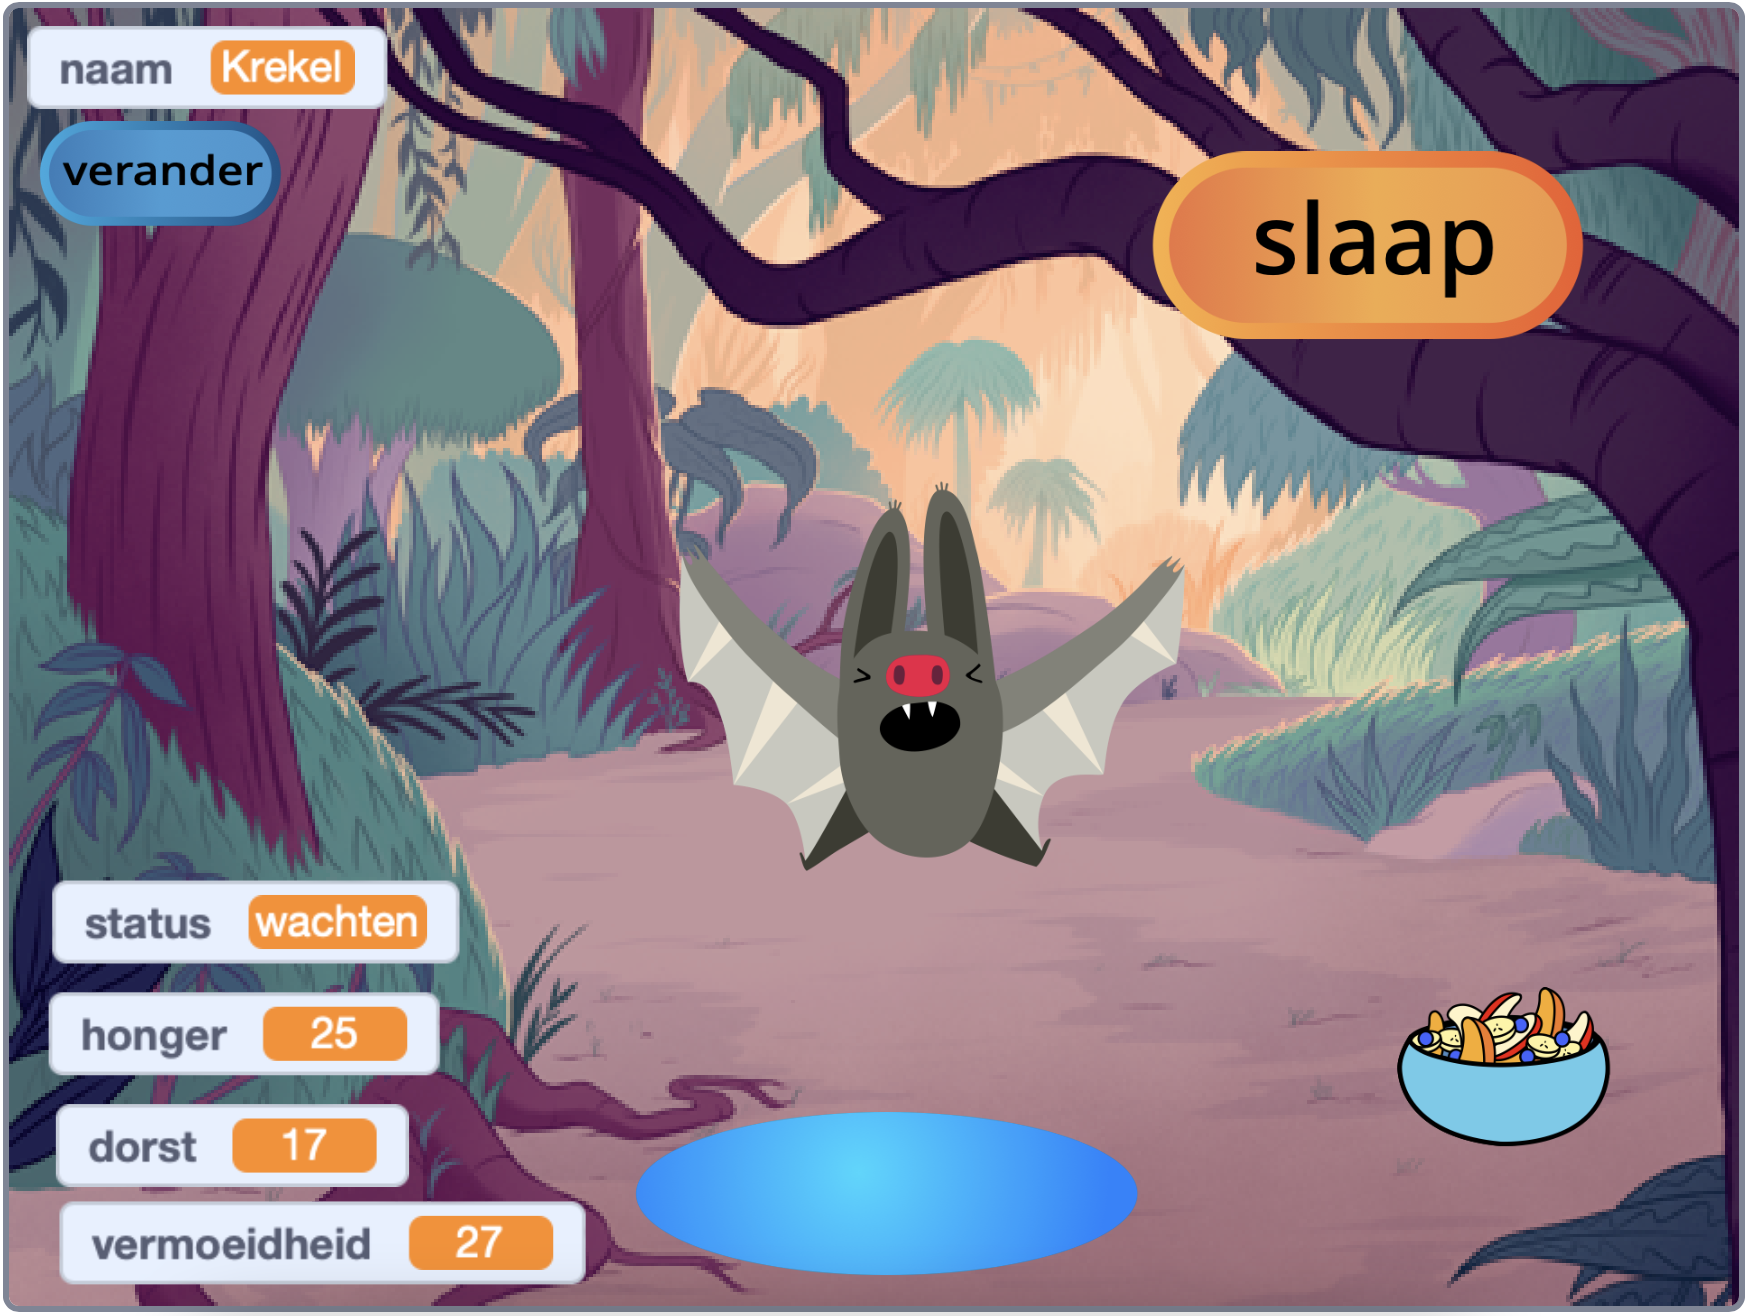 naam Krekel
verander
slaap
status wachten
honger 25
dorst 17
vermoeidheid 27